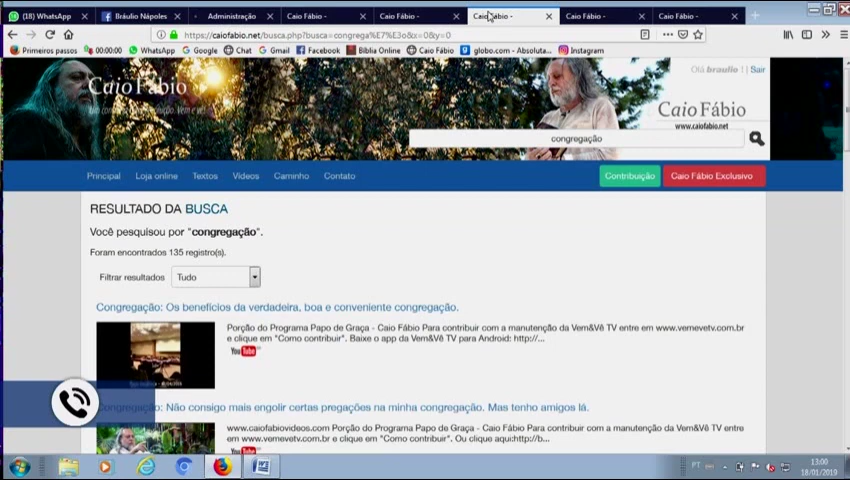 (18) WhatsApp
Bráulio Nápoles
Administração
Caio Fábio -
Caio Fábio -
Caio Fábio -
Caio Fábio -
Caio Fábio -
https://caiofabio.net/busca.php?busca=congrega%E7%E3o&x=0&y=0
Primeiros passos
00:00:00
WhatsApp
Google
Chat
Gmail
Facebook
Biblia Online
Caio Fábio
globo.com - Absoluta...
Instagram
Caio Fábio
Olá braulio ! | Sair
Caio Fábio
www.caiofabio.net
congregação
Principal
Loja online
Textos
Vídeos
Caminho
Contato
Contribuição
Caio Fábio Exclusivo
RESULTADO DA BUSCA
Você pesquisou por "congregação".
Foram encontrados 135 registro(s).
Filtrar resultados
Tudo
Congregação: Os benefícios da verdadeira, boa e conveniente congregação.
Porção do Programa Papo de Graça - Caio Fábio Para contribuir com a manutenção da Vem&Vê TV entre em www.vemevetv.com.br
e clique em "Como contribuir". Baixe o app da Vem&Vê TV para Android: http://...
YouTube
Congregação: Não consigo mais engolir certas pregações na minha congregação. Mas tenho amigos lá.
www.caiofabiovideos.com Porção do Programa Papo de Graça - Caio Fábio Para contribuir com a manutenção da Vem&Vê TV
entre em www.vemevetv.com.br e clique em "Como contribuir". Ou clique aqui:http://b...
PT
13:00
18/01/2019